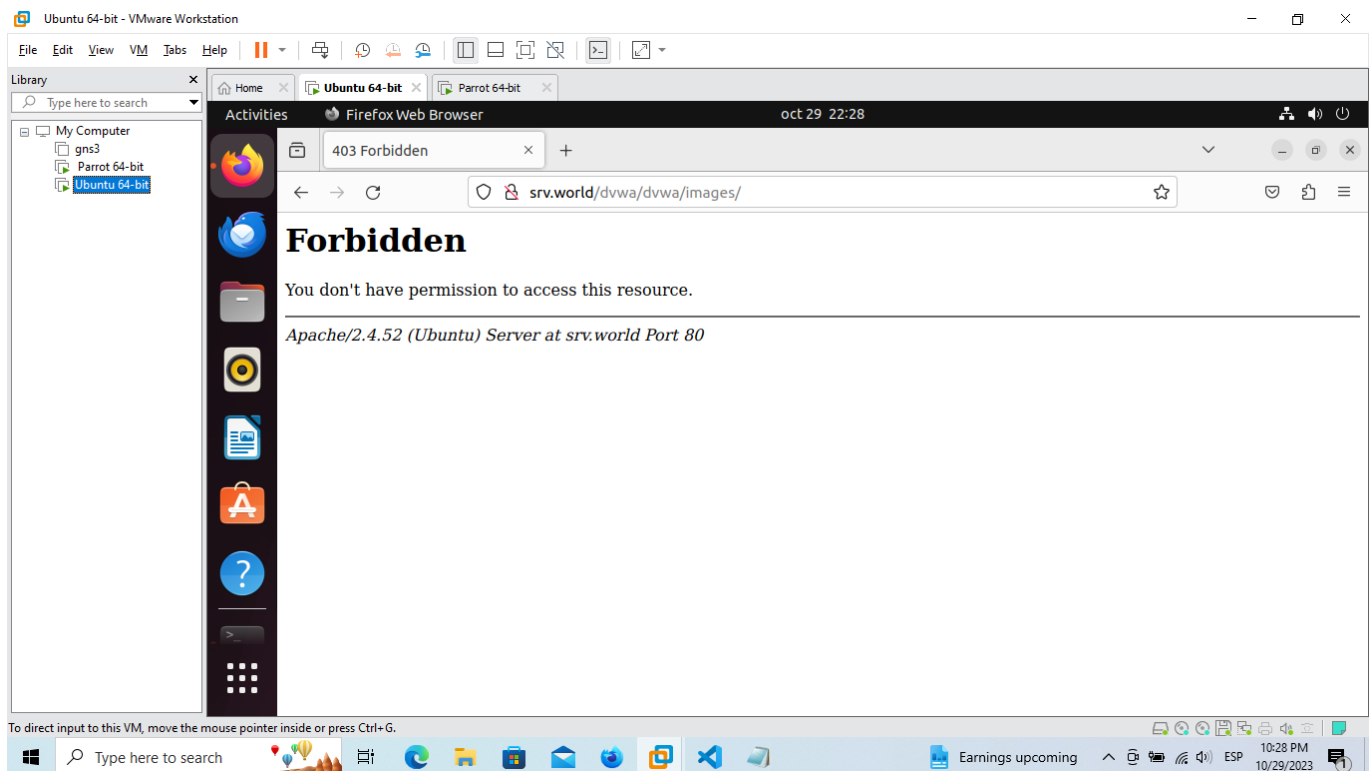 Ubuntu 64-bit - VMware Workstation
File Edit View VM Tabs Help
Library
Type here to search
My Computer
gns3
Parrot 64-bit
Ubuntu 64-bit
Home Ubuntu 64-bit Parrot 64-bit
Activities Firefox Web Browser oct 29 22:28
403 Forbidden
srv.world/dvwa/dvwa/images/
Forbidden
You don't have permission to access this resource.
Apache/2.4.52 (Ubuntu) Server at srv.world Port 80
To direct input to this VM, move the mouse pointer inside or press Ctrl+G.
Type here to search Earnings upcoming ESP 10:28 PM
10/29/2023 1